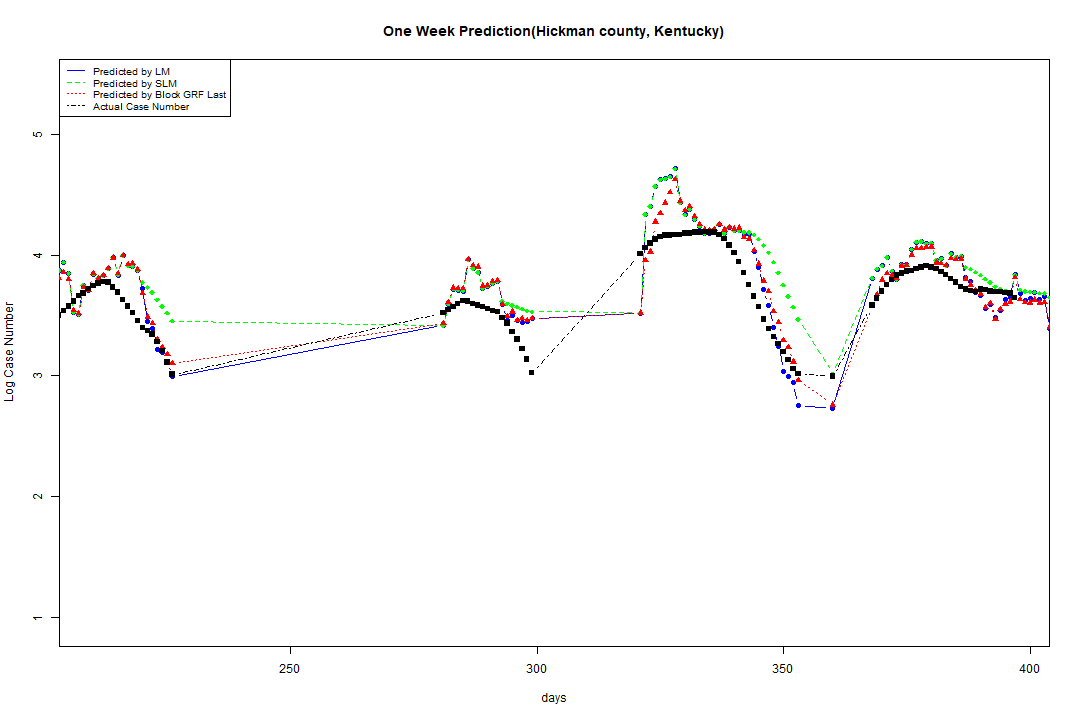 One Week Prediction(Hickman county, Kentucky)
Predicted by LM
Predicted by SLM
Predicted by Block GRF Last
Actual Case Number
5
4
3
2
1
Log Case Number
250 300 350 400
days